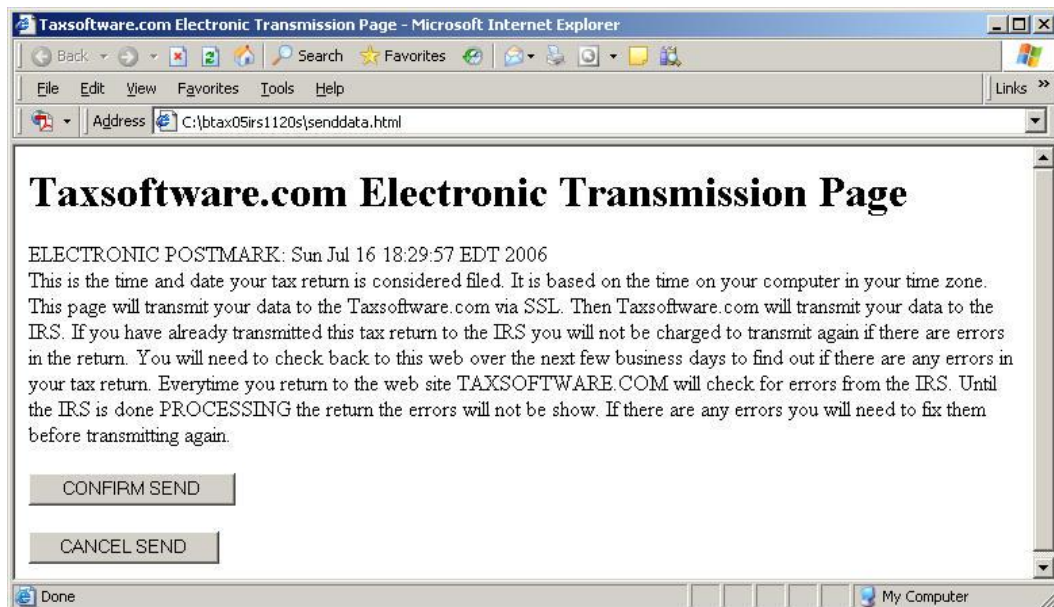 Taxsoftware.com Electronic Transmission Page - Microsoft Internet Explorer
Back Search Favorites
File Edit View Favorites Tools Help Links »
Address C:\btax05irs1120s\senddata.html
Taxsoftware.com Electronic Transmission Page
ELECTRONIC POSTMARK: Sun Jul 16 18:29:57 EDT 2006
This is the time and date your tax return is considered filed. It is based on the time on your computer in your time zone.
This page will transmit your data to the Taxsoftware.com via SSL. Then Taxsoftware.com will transmit your data to the
IRS. If you have already transmitted this tax return to the IRS you will not be charged to transmit again if there are errors
in the return. You will need to check back to this web over the next few business days to find out if there are any errors in
your tax return. Everytime you return to the web site TAXSOFTWARE.COM will check for errors from the IRS. Until
the IRS is done PROCESSING the return the errors will not be show. If there are any errors you will need to fix them
before transmitting again.
CONFIRM SEND
CANCEL SEND
Done My Computer